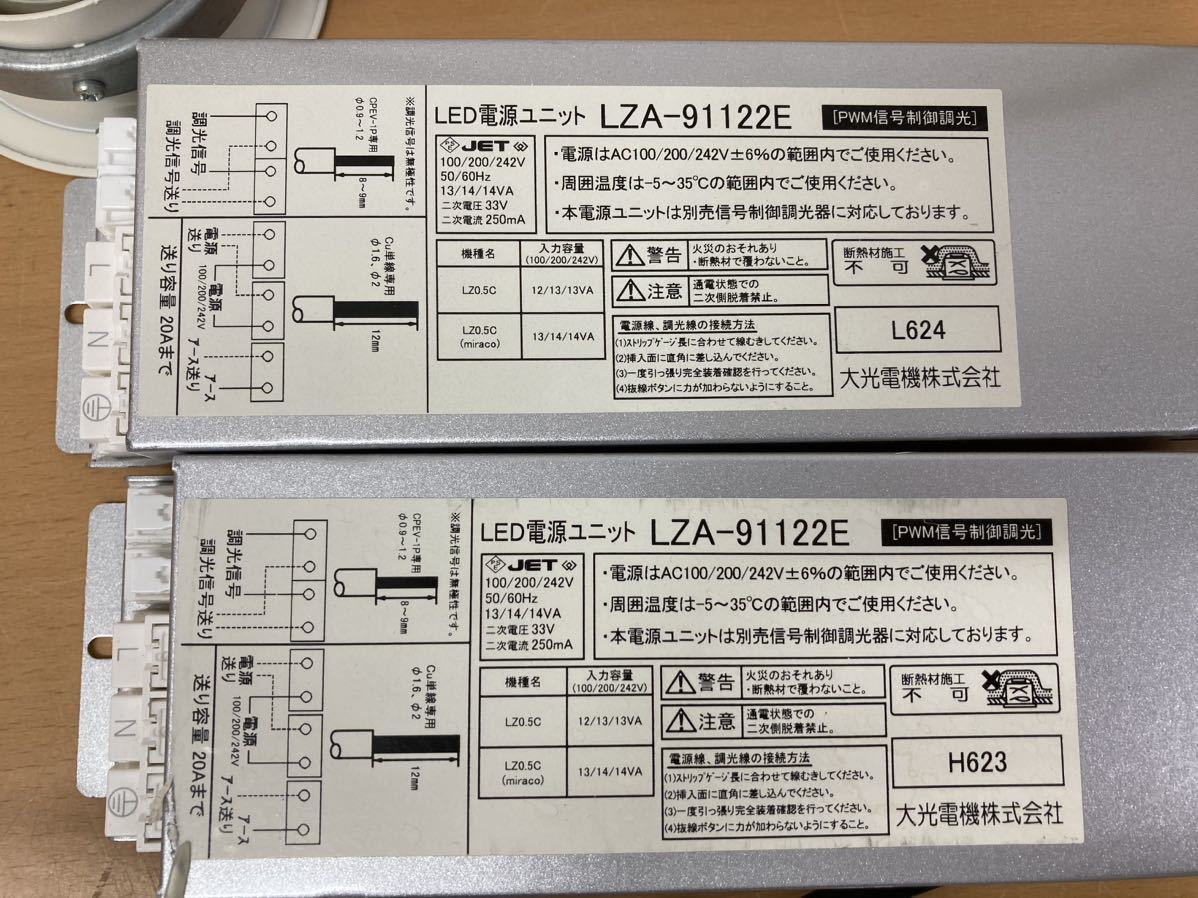 LED電源ユニット LZA-91122E [PWM信号制御調光]
JET
100/200/242V
50/60Hz
13/14/14VA
二次電圧 33V
二次電流 250mA
・電源はAC100/200/242V±6%の範囲内でご使用ください。
・周囲温度は-5～35℃の範囲内でご使用ください。
・本電源ユニットは別売信号制御調光器に対応しております。
機種名 入力容量
(100/200/242V)
LZ0.5C 12/13/13VA
LZ0.5C
(miraco) 13/14/14VA
警告 火災のおそれあり
・断熱材で覆わないこと。
注意 通電状態での
二次側脱着禁止。
電源線、調光線の接続方法
(1)ストリップゲージ長に合わせて線むきしてください。
(2)挿入面に直角に差し込んでください。
(3)一度引っ張り完全装着確認を行ってください。
(4)抜線ボタンに力が加わらないようにすること。
断熱材施工
不 可
L624
大光電機株式会社
※調光信号は無極性です。
CPEV-1P専用
φ0.9～1.2
8～9mm
調光信号
調光信号送り
Cu単線専用
φ1.6、φ2
12mm
電源
送り
電源
100/200/242V
アース
アース送り
送り容量 20Aまで
L
N
LED電源ユニット LZA-91122E [PWM信号制御調光]
JET
100/200/242V
50/60Hz
13/14/14VA
二次電圧 33V
二次電流 250mA
・電源はAC100/200/242V±6%の範囲内でご使用ください。
・周囲温度は-5～35℃の範囲内でご使用ください。
・本電源ユニットは別売信号制御調光器に対応しております。
機種名 入力容量
(100/200/242V)
LZ0.5C 12/13/13VA
LZ0.5C
(miraco) 13/14/14VA
警告 火災のおそれあり
・断熱材で覆わないこと。
注意 通電状態での
二次側脱着禁止。
電源線、調光線の接続方法
(1)ストリップゲージ長に合わせて線むきしてください。
(2)挿入面に直角に差し込んでください。
(3)一度引っ張り完全装着確認を行ってください。
(4)抜線ボタンに力が加わらないようにすること。
断熱材施工
不 可
H623
大光電機株式会社
※調光信号は無極性です。
CPEV-1P専用
φ0.9～1.2
8～9mm
調光信号
調光信号送り
Cu単線専用
φ1.6、φ2
12mm
電源
送り
電源
100/200/242V
アース
アース送り
送り容量 20Aまで
L
N